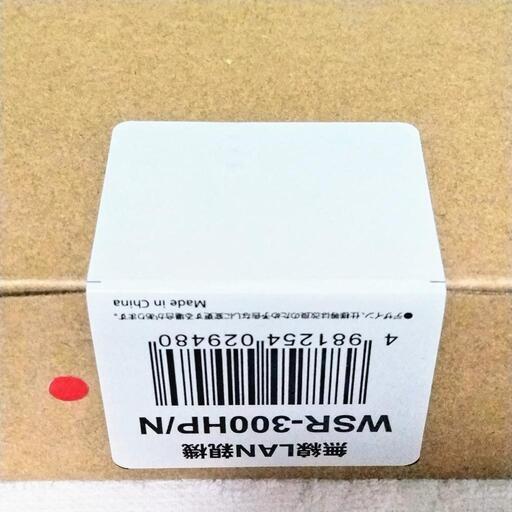 無線LAN親機
WSR-300HP/N
4 981254 029480
●デザイン、仕様等は改良のため予告なしに変更する場合があります。
Made in China